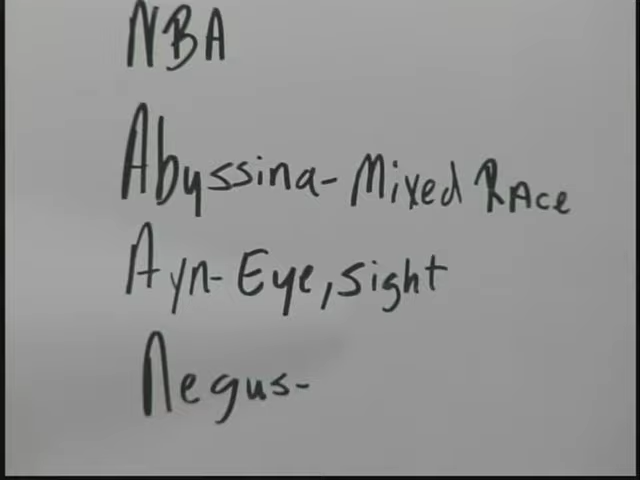 NBA
Abyssina- Mixed RAce
Ayn- Eye, sight
Negus-